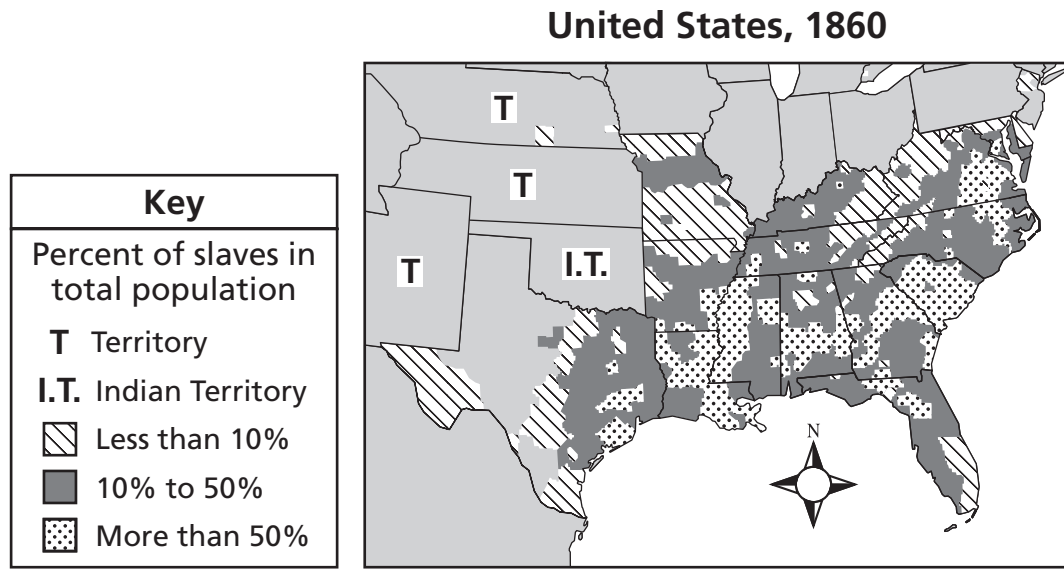 United States, 1860
Key
Percent of slaves in
total population
T Territory
I.T. Indian Territory
Less than 10%
10% to 50%
More than 50%
T
T
T
I.T.
N